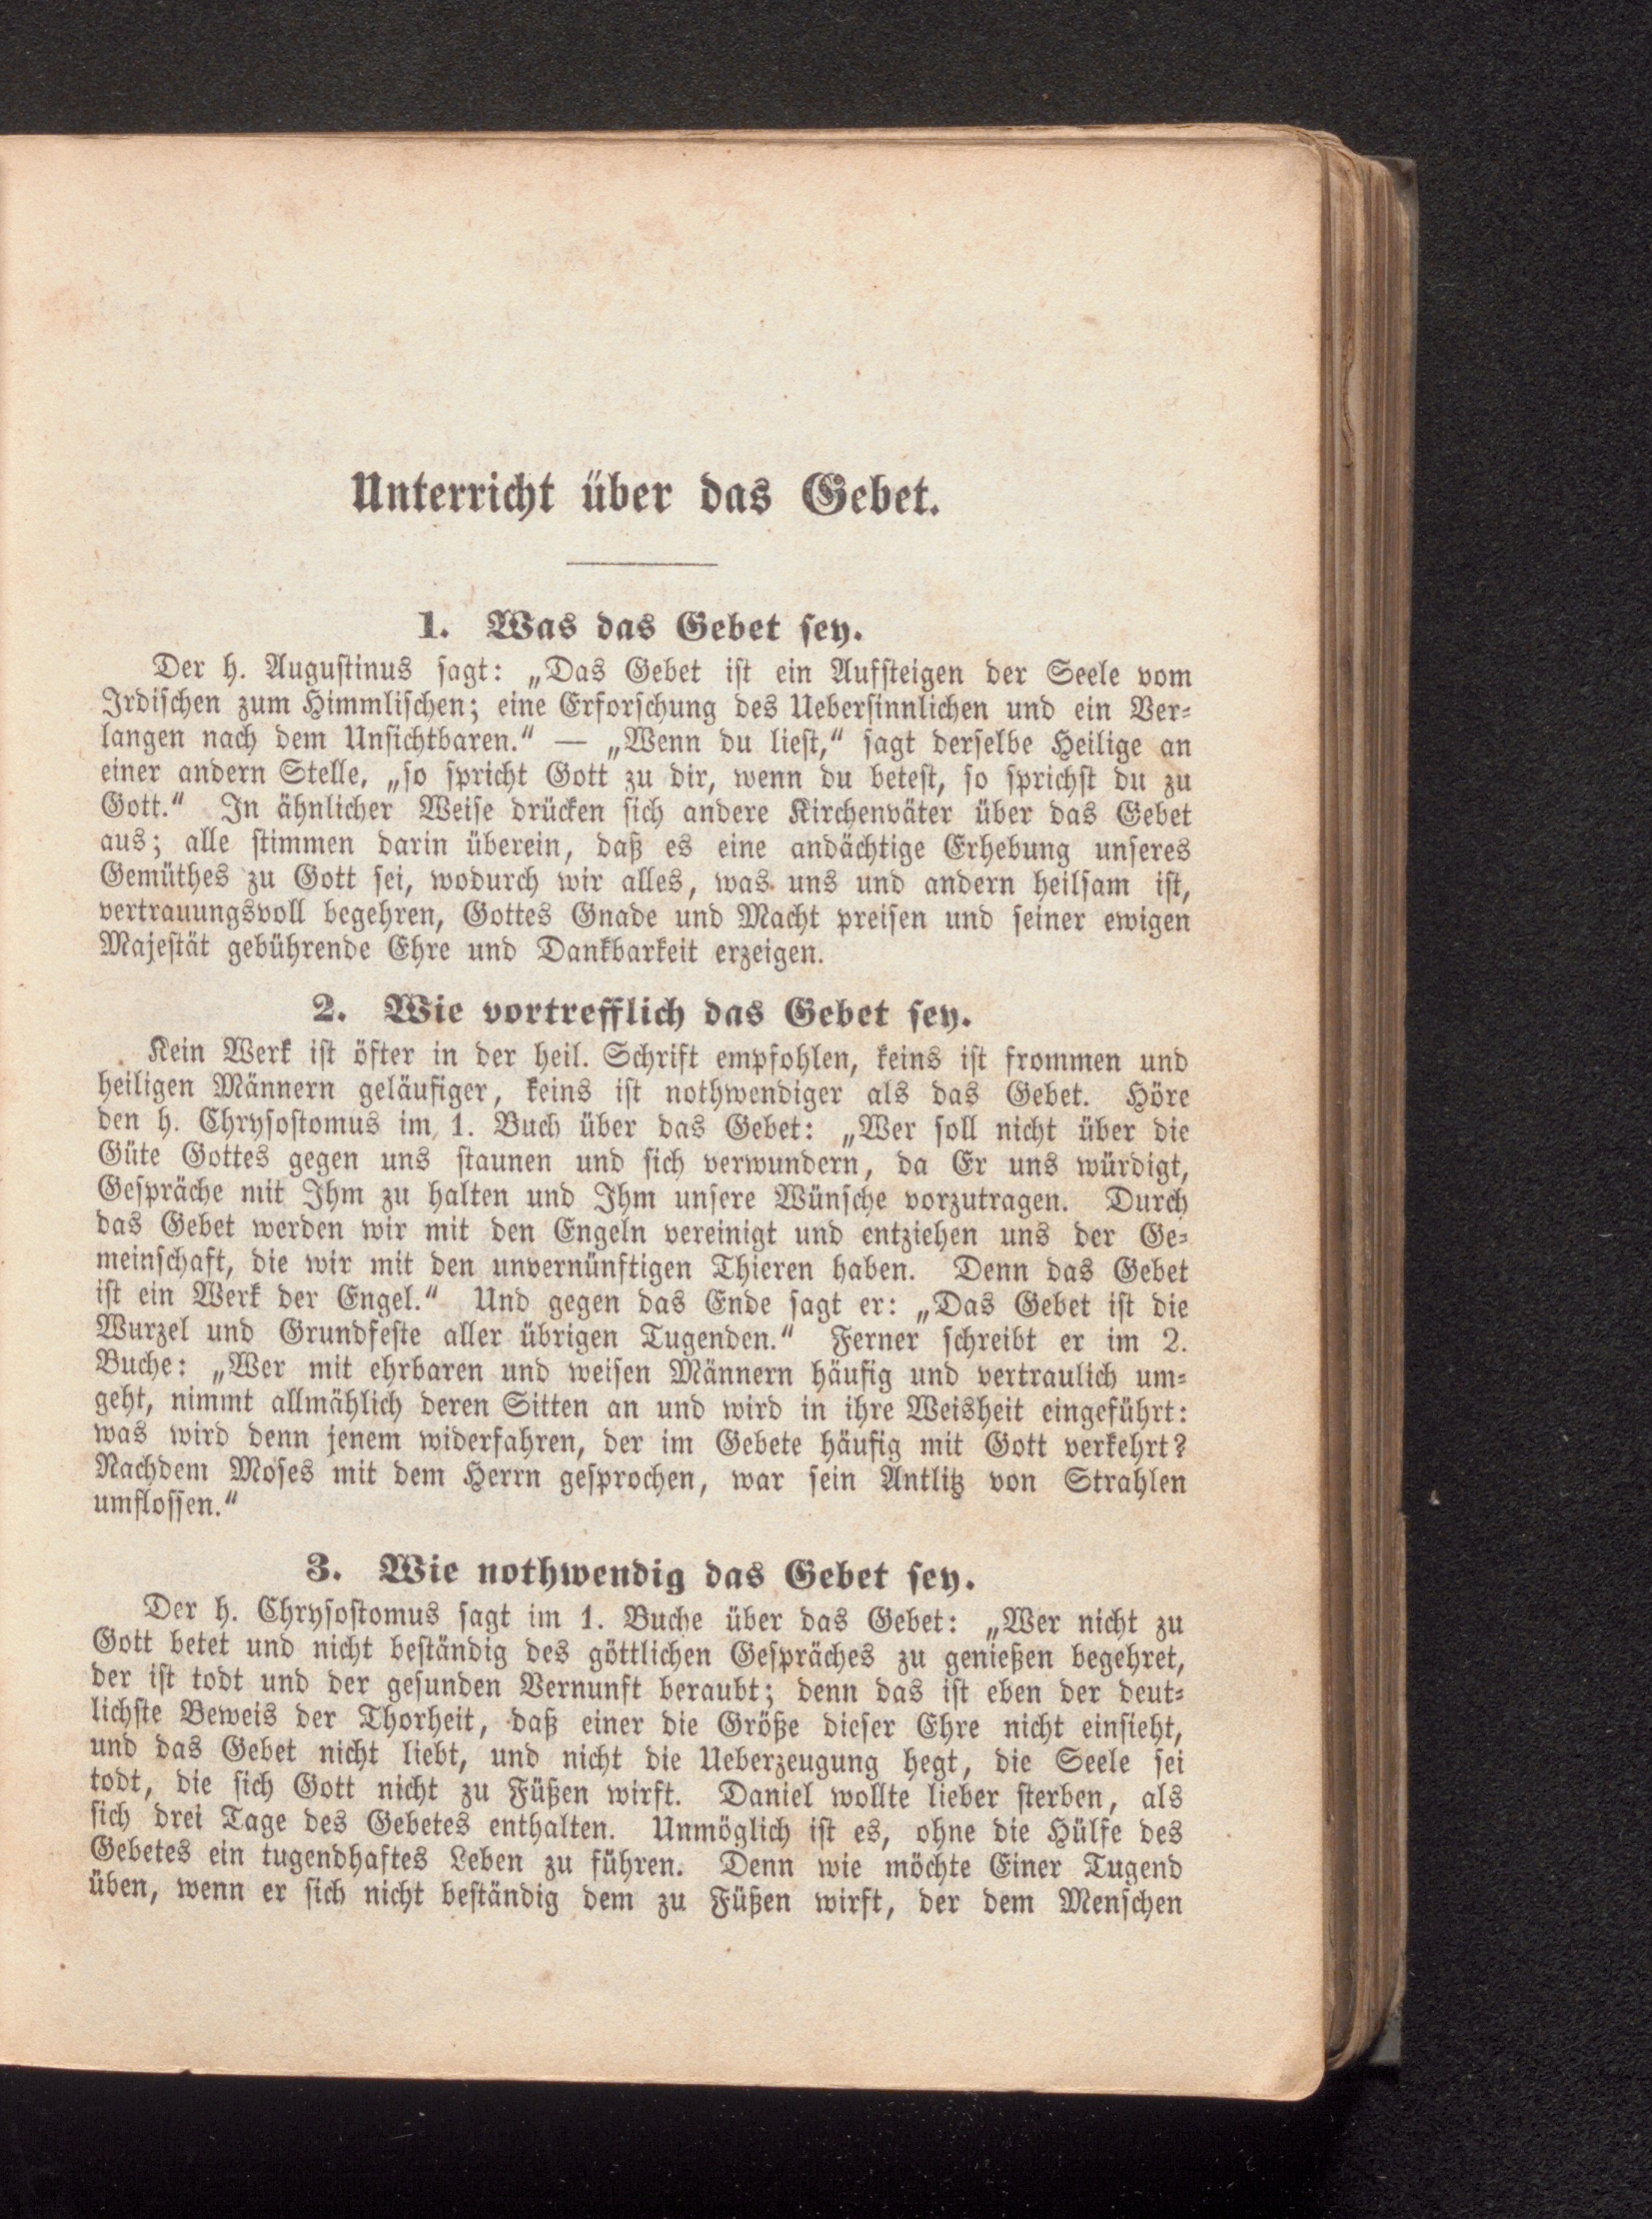 Unterricht über das Gebet.
1. Was das Gebet sey.
Der h. Augustinus sagt: „Das Gebet ist ein Aufsteigen der Seele vom
Irdischen zum Himmlischen; eine Erforschung des Uebersinnlichen und ein Ver-
langen nach dem Unsichtbaren.“ — „Wenn du liest,“ sagt derselbe Heilige an
einer andern Stelle, „so spricht Gott zu dir, wenn du betest, so sprichst du zu
Gott.“ In ähnlicher Weise drücken sich andere Kirchenväter über das Gebet
aus; alle stimmen darin überein, daß es eine andächtige Erhebung unseres
Gemüthes zu Gott sei, wodurch wir alles, was uns und andern heilsam ist,
vertrauungsvoll begehren, Gottes Gnade und Macht preisen und seiner ewigen
Majestät gebührende Ehre und Dankbarkeit erzeigen.
2. Wie vortrefflich das Gebet sey.
Kein Werk ist öfter in der heil. Schrift empfohlen, keins ist frommen und
heiligen Männern geläufiger, keins ist nothwendiger als das Gebet. Höre
den h. Chrysostomus im 1. Buch über das Gebet: „Wer soll nicht über die
Güte Gottes gegen uns staunen und sich verwundern, da Er uns würdigt,
Gespräche mit Ihm zu halten und Ihm unsere Wünsche vorzutragen. Durch
das Gebet werden wir mit den Engeln vereinigt und entziehen uns der Ge-
meinschaft, die wir mit den unvernünftigen Thieren haben. Denn das Gebet
ist ein Werk der Engel.“ Und gegen das Ende sagt er: „Das Gebet ist die
Wurzel und Grundfeste aller übrigen Tugenden.“ Ferner schreibt er im 2.
Buche: „Wer mit ehrbaren und weisen Männern häufig und vertraulich um-
geht, nimmt allmählich deren Sitten an und wird in ihre Weisheit eingeführt:
was wird denn jenem widerfahren, der im Gebete häufig mit Gott verkehrt?
Nachdem Moses mit dem Herrn gesprochen, war sein Antlitz von Strahlen
umflossen.“
3. Wie nothwendig das Gebet sey.
Der h. Chrysostomus sagt im 1. Buche über das Gebet: „Wer nicht zu
Gott betet und nicht beständig des göttlichen Gespräches zu genießen begehret,
der ist todt und der gesunden Vernunft beraubt; denn das ist eben der deut-
lichste Beweis der Thorheit, daß einer die Größe dieser Ehre nicht einsieht,
und das Gebet nicht liebt, und nicht die Ueberzeugung hegt, die Seele sei
todt, die sich Gott nicht zu Füßen wirft. Daniel wollte lieber sterben, als
sich drei Tage des Gebetes enthalten. Unmöglich ist es, ohne die Hülfe des
Gebetes ein tugendhaftes Leben zu führen. Denn wie möchte Einer Tugend
üben, wenn er sich nicht beständig dem zu Füßen wirft, der dem Menschen